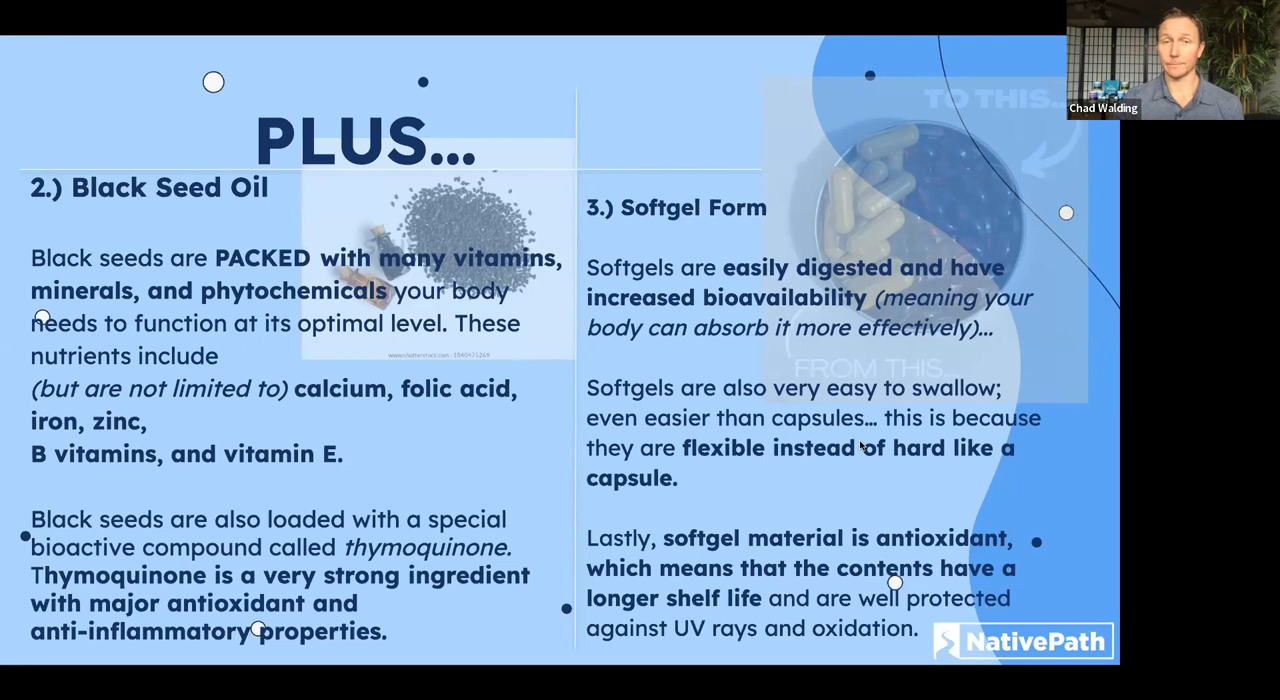 Chad Walding
TO THIS...
PLUS...
2.) Black Seed Oil
Black seeds are PACKED with many vitamins,
minerals, and phytochemicals your body
needs to function at its optimal level. These
nutrients include
(but are not limited to) calcium, folic acid,
iron, zinc,
B vitamins, and vitamin E.
Black seeds are also loaded with a special
bioactive compound called thymoquinone.
Thymoquinone is a very strong ingredient
with major antioxidant and
anti-inflammatory properties.
www.shutterstock.com · 1840471269
3.) Softgel Form
Softgels are easily digested and have
increased bioavailability (meaning your
body can absorb it more effectively)...
FROM THIS...
Softgels are also very easy to swallow;
even easier than capsules... this is because
they are flexible instead of hard like a
capsule.
Lastly, softgel material is antioxidant,
which means that the contents have a
longer shelf life and are well protected
against UV rays and oxidation.
NativePath